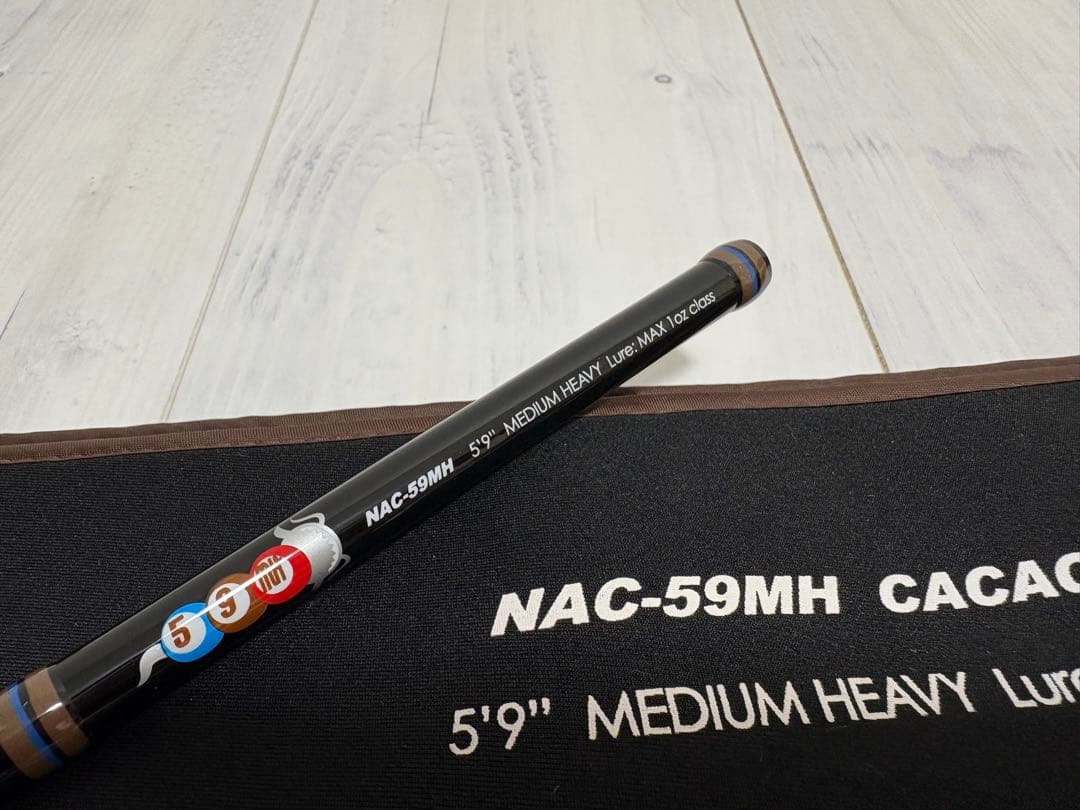 NAC-59MH 5'9" MEDIUM HEAVY Lure: MAX 1oz class
5 9
NAC-59MH CACAO
5'9" MEDIUM HEAVY Lure